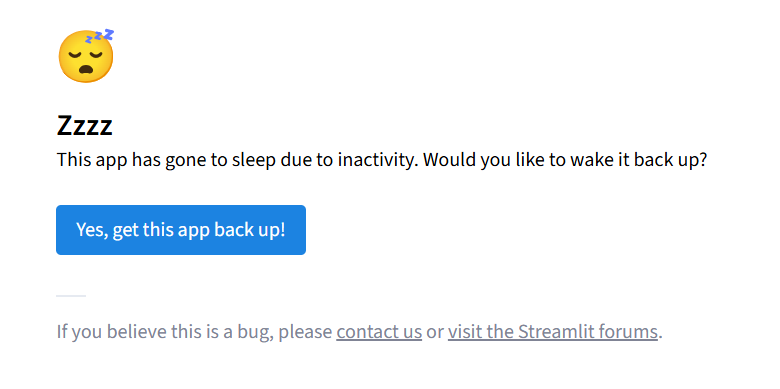 Zzzz
This app has gone to sleep due to inactivity. Would you like to wake it back up?
Yes, get this app back up!
If you believe this is a bug, please contact us or visit the Streamlit forums.